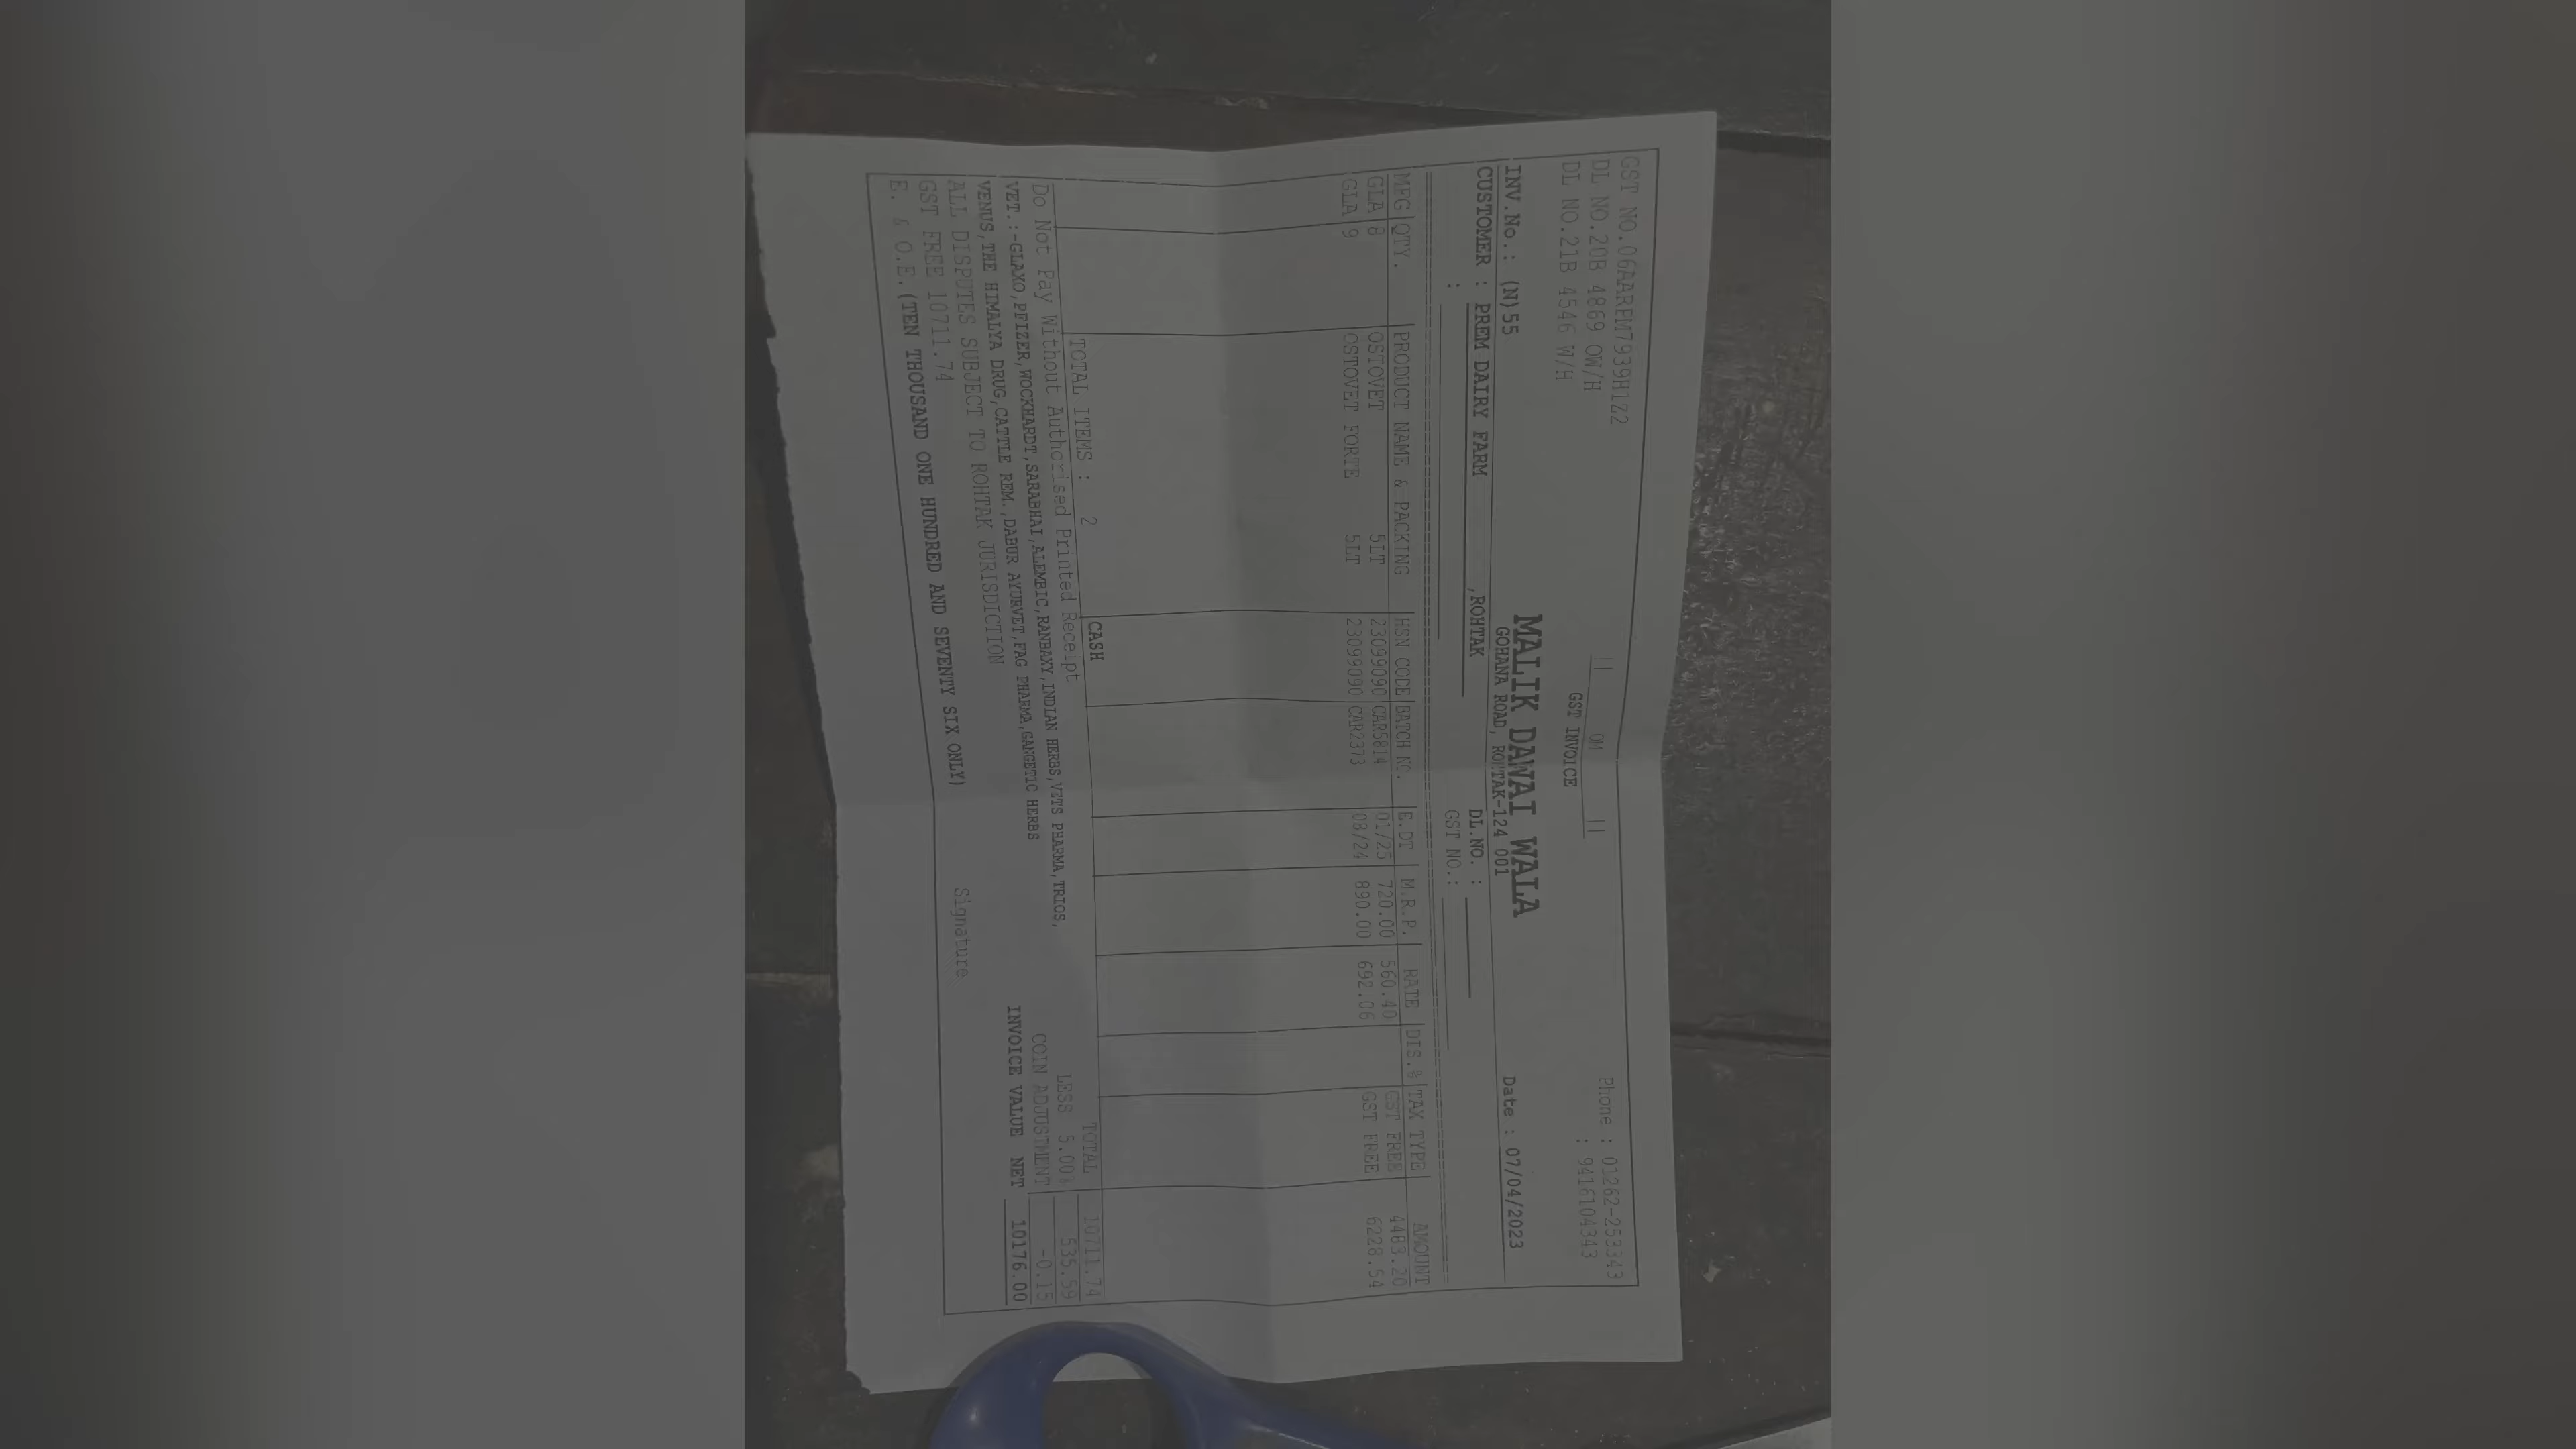 GST NO.06AARPM7939H1Z2 || OM || Phone : 01262-253343
DL NO.20B 4869 OW/H GST INVOICE : 9416104343
DL NO.21B 4546 W/H
MALIK DAWAI WALA
GOHANA ROAD, ROHTAK-124 001
INV.No.: (N)55 Date : 07/04/2023
CUSTOMER : PREM DAIRY FARM ,ROHTAK DL.NO. :
: GST NO.:
MFG QTY. PRODUCT NAME & PACKING HSN CODE BATCH NO. E.DT M.R.P. RATE DIS.% TAX TYPE AMOUNT
GLA 8 OSTOVET 5LT 23099090 CAR5814 01/25 720.00 560.40 GST FREE 4483.20
GLA 9 OSTOVET FORTE 5LT 23099090 CAR2373 08/24 890.00 692.06 GST FREE 6228.54
TOTAL ITEMS : 2 CASH TOTAL 10711.74
Do Not Pay Without Authorised Printed Receipt LESS 5.00% 535.59
VET.:-GLAXO,PFIZER,WOCKHARDT,SARABHAI,ALEMBIC,RANBAXY,INDIAN HERBS,VITS PHARMA,TRIOS, COIN ADJUSTMENT -0.15
VENUS,THE HIMALYA DRUG,CATTLE REM.,DABUR AYURVET,FAG PHARMA,GANGETIC HERBS INVOICE VALUE NET 10176.00
ALL DISPUTES SUBJECT TO ROHTAK JURISDICTION
GST FREE 10711.74
E. & O.E.(TEN THOUSAND ONE HUNDRED AND SEVENTY SIX ONLY) Signature